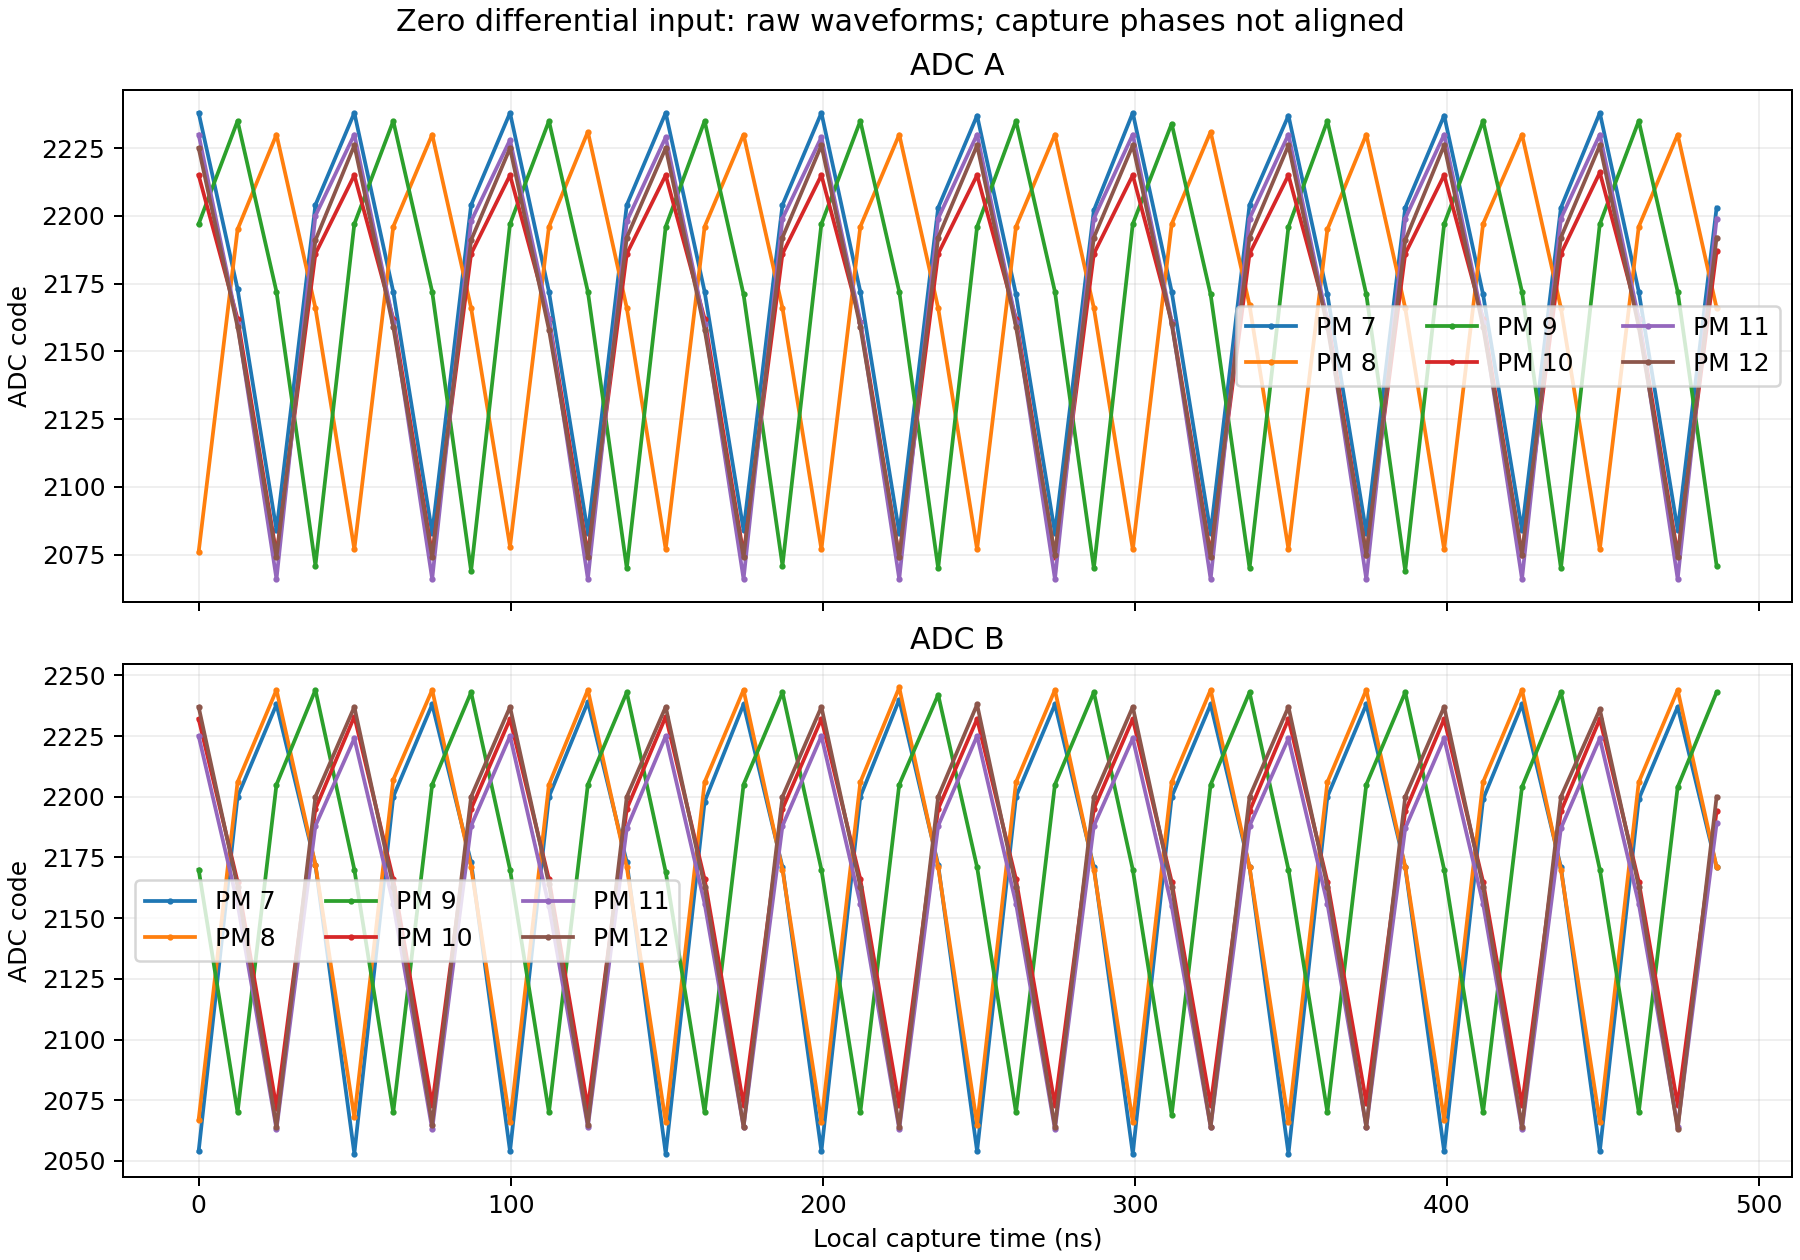 Zero differential input: raw waveforms; capture phases not aligned
ADC A
ADC code
2225
2200
2175
2150
2125
2100
2075
PM 7 PM 9 PM 11
PM 8 PM 10 PM 12
ADC B
ADC code
2250
2225
2200
2175
2150
2125
2100
2075
2050
PM 7 PM 9 PM 11
PM 8 PM 10 PM 12
0 100 200 300 400 500
Local capture time (ns)